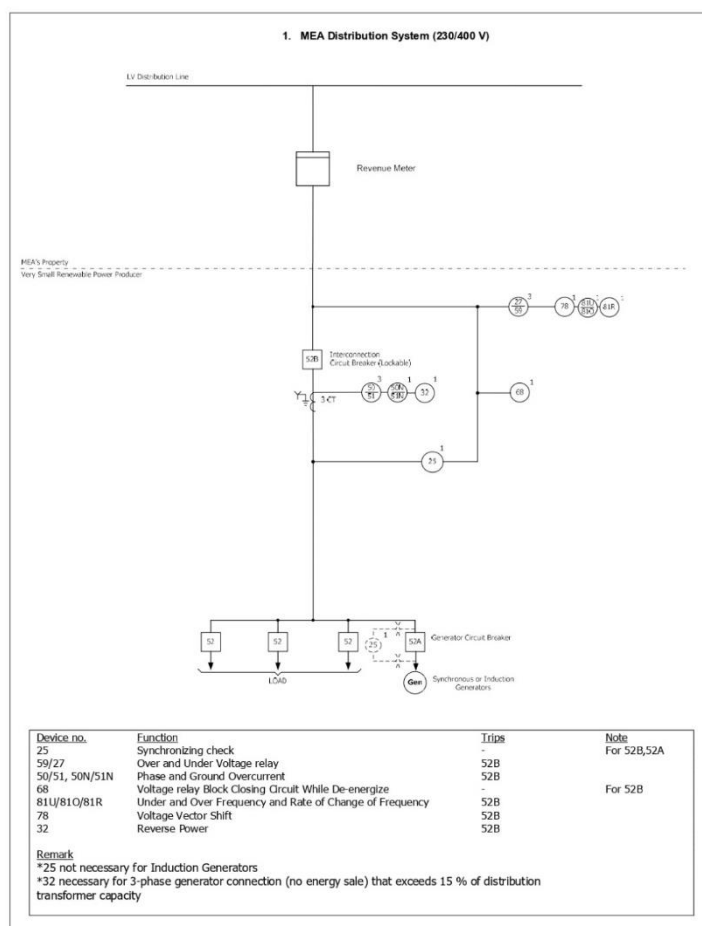 1. MEA Distribution System (230/400 V)
LV Distribution Line
Revenue Meter
MEA's Property
Very Small Renewable Power Producer
27
59
3
78
1
81U
81O
81R
1
52B
Interconnection
Circuit Breaker (Lockable)
3 CT
50
51
3
50N
51N
1
32
1
68
1
25
1
52
52
52
25
1
52A
Generator Circuit Breaker
LOAD
Gen
Synchronous or Induction
Generators
Device no. Function Trips Note
25 Synchronizing check - For 52B,52A
59/27 Over and Under Voltage relay 52B
50/51, 50N/51N Phase and Ground Overcurrent 52B
68 Voltage relay Block Closing Circuit While De-energize - For 52B
81U/81O/81R Under and Over Frequency and Rate of Change of Frequency 52B
78 Voltage Vector Shift 52B
32 Reverse Power 52B
Remark
*25 not necessary for Induction Generators
*32 necessary for 3-phase generator connection (no energy sale) that exceeds 15 % of distribution
transformer capacity